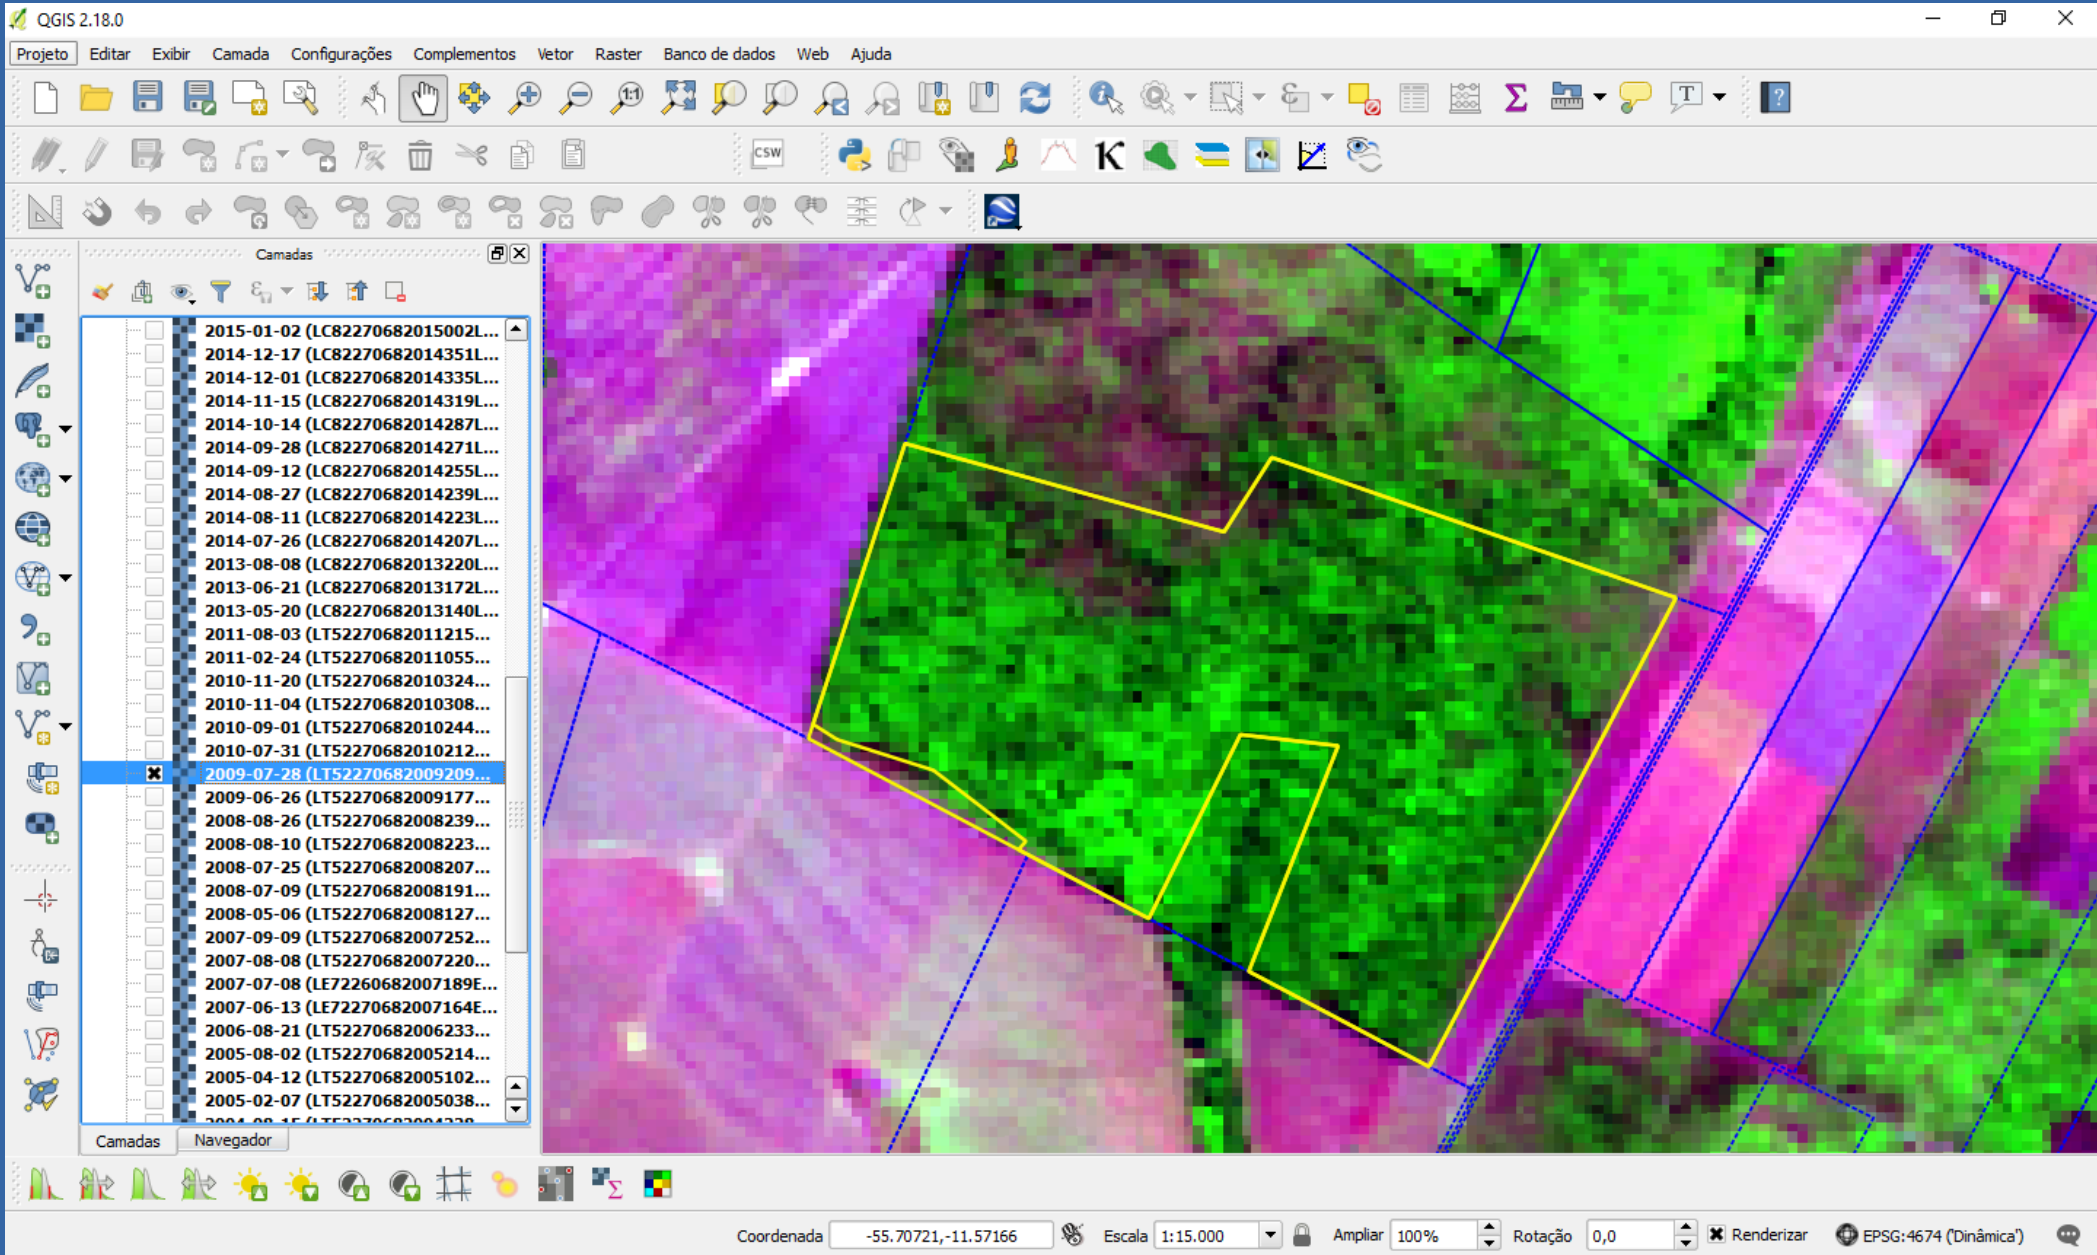 QGIS 2.18.0
Projeto Editar Exibir Camada Configurações Complementos Vetor Raster Banco de dados Web Ajuda
1:1
T
?
CSW
K
Camadas
2015-01-02 (LC82270682015002L...
2014-12-17 (LC82270682014351L...
2014-12-01 (LC82270682014335L...
2014-11-15 (LC82270682014319L...
2014-10-14 (LC82270682014287L...
2014-09-28 (LC82270682014271L...
2014-09-12 (LC82270682014255L...
2014-08-27 (LC82270682014239L...
2014-08-11 (LC82270682014223L...
2014-07-26 (LC82270682014207L...
2013-08-08 (LC82270682013220L...
2013-06-21 (LC82270682013172L...
2013-05-20 (LC82270682013140L...
2011-08-03 (LT52270682011215...
2011-02-24 (LT52270682011055...
2010-11-20 (LT52270682010324...
2010-11-04 (LT52270682010308...
2010-09-01 (LT52270682010244...
2010-07-31 (LT52270682010212...
2009-07-28 (LT52270682009209...
2009-06-26 (LT52270682009177...
2008-08-26 (LT52270682008239...
2008-08-10 (LT52270682008223...
2008-07-25 (LT52270682008207...
2008-07-09 (LT52270682008191...
2008-05-06 (LT52270682008127...
2007-09-09 (LT52270682007252...
2007-08-08 (LT52270682007220...
2007-07-08 (LE72260682007189E...
2007-06-13 (LE72270682007164E...
2006-08-21 (LT52270682006233...
2005-08-02 (LT52270682005214...
2005-04-12 (LT52270682005102...
2005-02-07 (LT52270682005038...
Camadas Navegador
Coordenada -55.70721,-11.57166 Escala 1:15.000 Ampliar 100% Rotação 0,0 Renderizar EPSG:4674 ('Dinâmica')